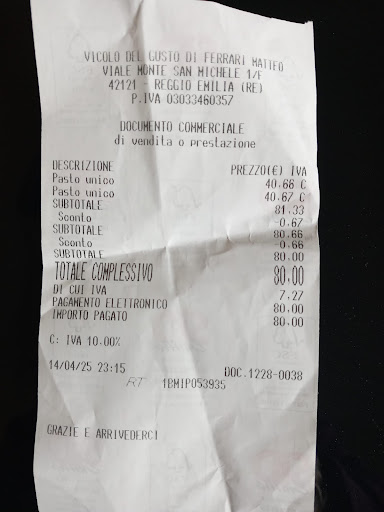 VICOLO DEL GUSTO DI FERRARI MATTEO
VIALE MONTE SAN MICHELE 1/F
42121 - REGGIO EMILIA (RE)
P.IVA 03033460357
DOCUMENTO COMMERCIALE
di vendita o prestazione
DESCRIZIONE PREZZO(€) IVA
Pasto unico 40.66 C
Pasto unico 40.67 C
SUBTOTALE 81.33
Sconto -0.67
SUBTOTALE 80.66
Sconto -0.66
SUBTOTALE 80.00
TOTALE COMPLESSIVO 80.00
DI CUI IVA 7.27
PAGAMENTO ELETTRONICO 80.00
IMPORTO PAGATO 80.00
C: IVA 10.00%
14/04/25 23:15 DOC.1228-0038
RT 1BMIP053935
GRAZIE E ARRIVEDERCI